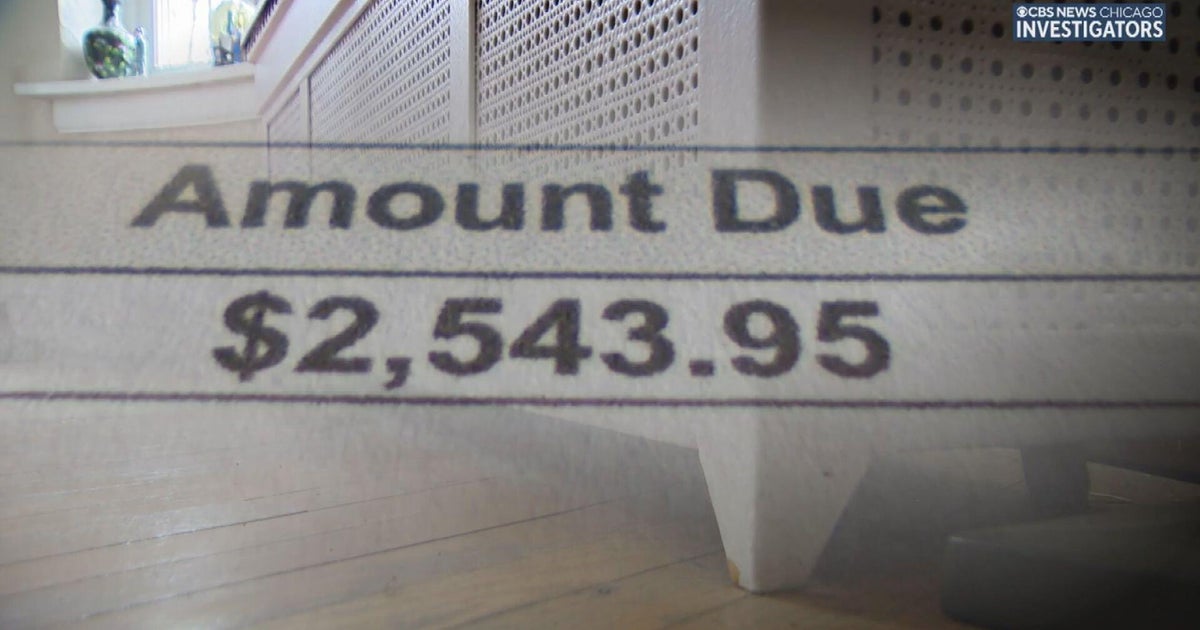 CBS NEWS CHICAGO
INVESTIGATORS
Amount Due
$2,543.95